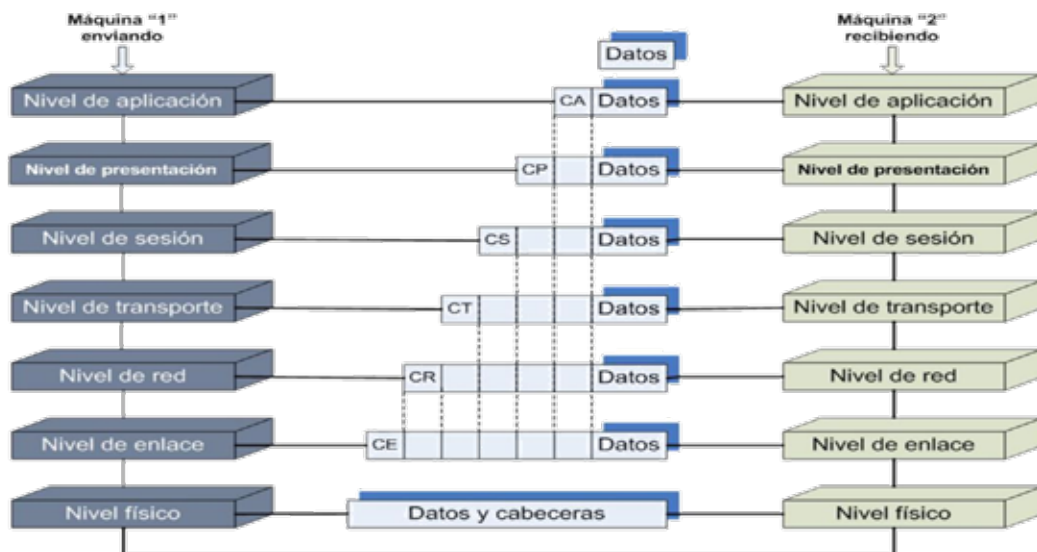 Máquina “1”
enviando
Máquina “2”
recibiendo
Datos
Nivel de aplicación
CA
Datos
Nivel de aplicación
Nivel de presentación
CP
Datos
Nivel de presentación
Nivel de sesión
CS
Datos
Nivel de sesión
Nivel de transporte
CT
Datos
Nivel de transporte
Nivel de red
CR
Datos
Nivel de red
Nivel de enlace
CE
Datos
Nivel de enlace
Nivel físico
Datos y cabeceras
Nivel físico